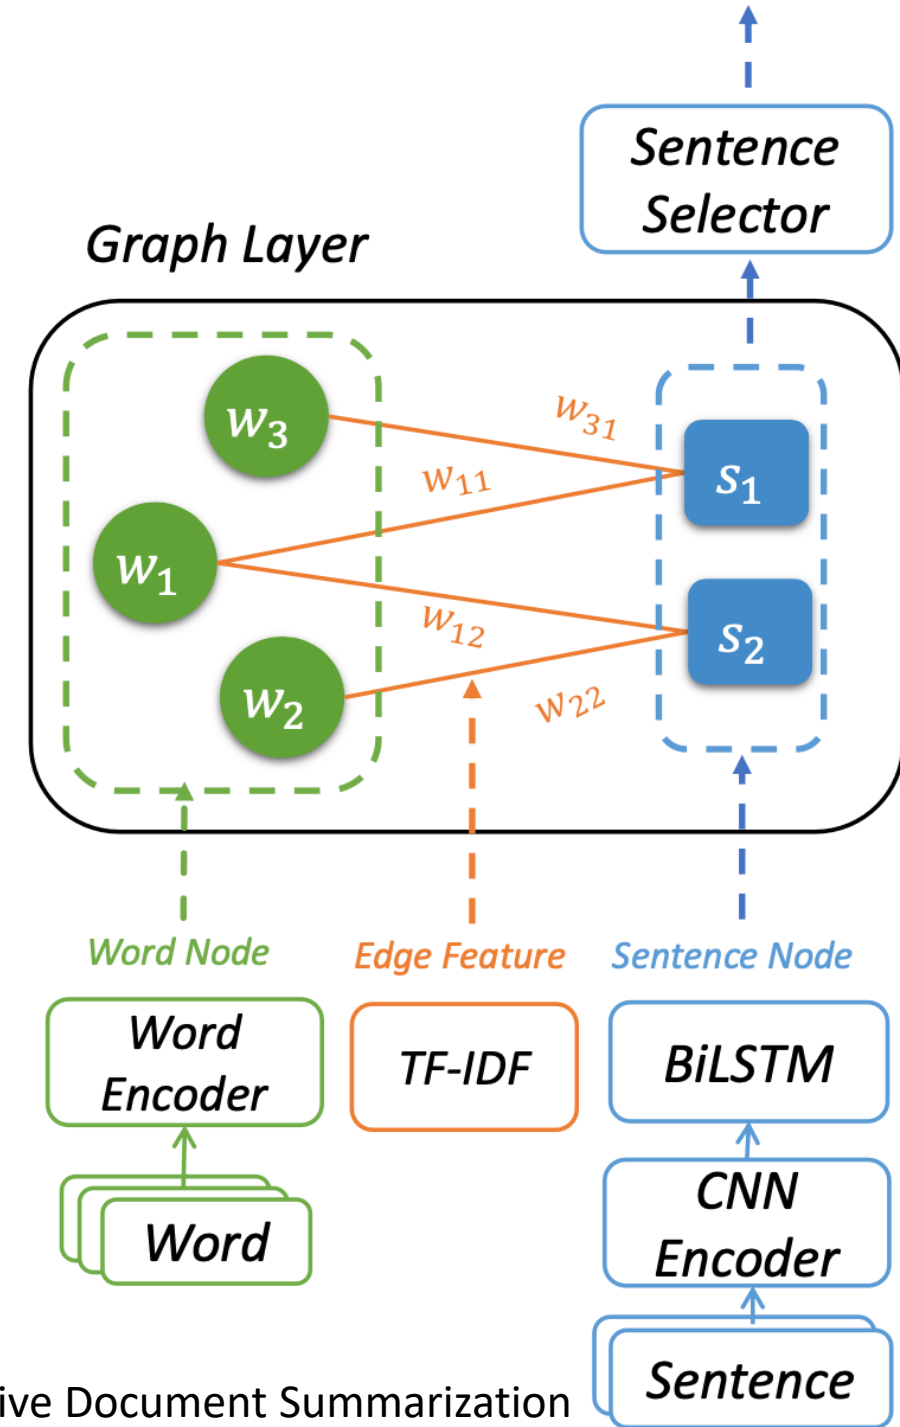 Sentence
Selector
Graph Layer
w3
w31
w11
s1
w1
w12
s2
w2
w22
Word Node
Edge Feature
Sentence Node
Word
Encoder
TF-IDF
BiLSTM
CNN
Encoder
Word
Sentence
ive Document Summarization